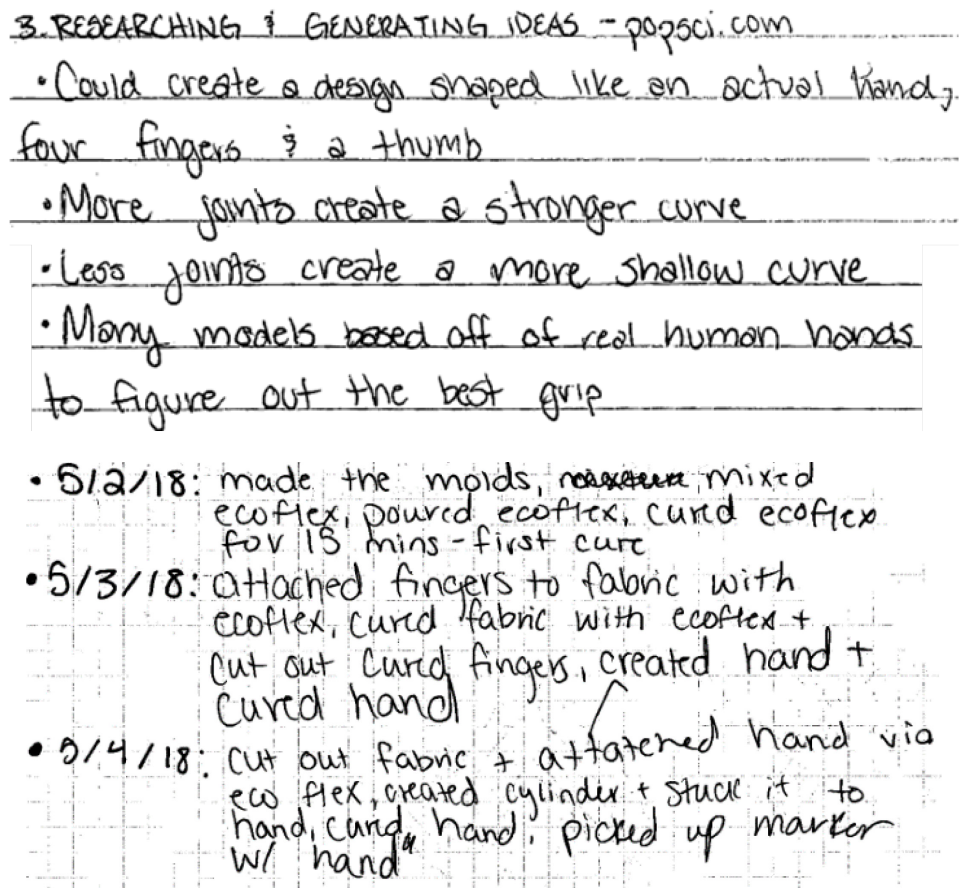 3. RESEARCHING & GENERATING IDEAS - popsci.com
• Could create a design shaped like an actual hand,
four fingers & a thumb
• More joints create a stronger curve
• Less joints create a more shallow curve
• Many models based off of real human hands
to figure out the best grip
• 5/2/18: made the molds, mixed
ecoflex, poured ecoflex, cured ecoflex
for 15 mins - first cure
• 5/3/18: attached fingers to fabric with
ecoflex, cured fabric with ecoflex +
cut out cured fingers, created hand +
cured hand
• 5/4/18: cut out fabric + attatched hand via
eco flex, created cylinder + stuck it to
hand, cured hand, picked up marker
w/ hand"